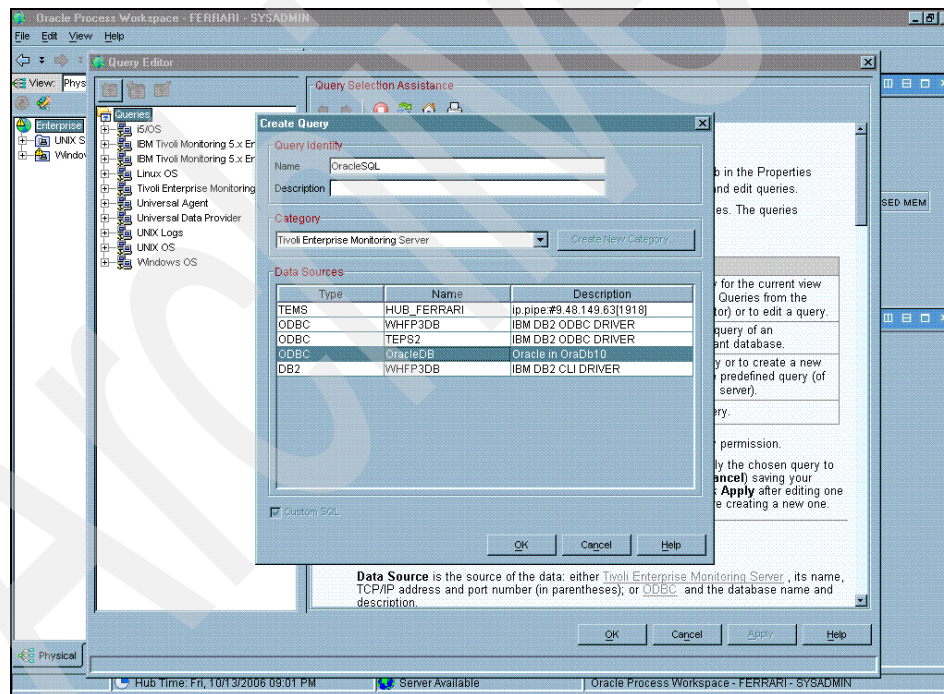 Oracle Process Workspace - FERRARI - SYSADMIN
File Edit View Help
View: Phys
Enterprise
UNIX S
Windov
Query Editor
Queries
i5/OS
IBM Tivoli Monitoring 5.x Er
IBM Tivoli Monitoring 5.x Er
Linux OS
Tivoli Enterprise Monitoring
Universal Agent
Universal Data Provider
UNIX Logs
UNIX OS
Windows OS
Query Selection Assistance
Create Query
Query Identity
Name OracleSQL
Description
Category
Tivoli Enterprise Monitoring Server Create New Category...
Data Sources
Type Name Description
TEMS HUB_FERRARI ip.pipe:#9.48.149.63[1918]
ODBC WHFP3DB IBM DB2 ODBC DRIVER
ODBC TEPS2 IBM DB2 ODBC DRIVER
ODBC OracleDB Oracle in OraDb10
DB2 WHFP3DB IBM DB2 CLI DRIVER
Custom SQL
OK Cancel Help
b in the Properties
nd edit queries.
es. The queries
for the current view
Queries from the
tor) or to edit a query.
query of an
ant database.
y or to create a new
predefined query (of
server).
ery.
permission.
ly the chosen query to
ancel) saving your
Apply after editing one
re creating a new one.
Data Source is the source of the data: either Tivoli Enterprise Monitoring Server , its name,
TCP/IP address and port number (in parentheses); or ODBC and the database name and
description.
OK Cancel Apply Help
SED MEM
Physical
Hub Time: Fri, 10/13/2006 09:01 PM Server Available Oracle Process Workspace - FERRARI - SYSADMIN